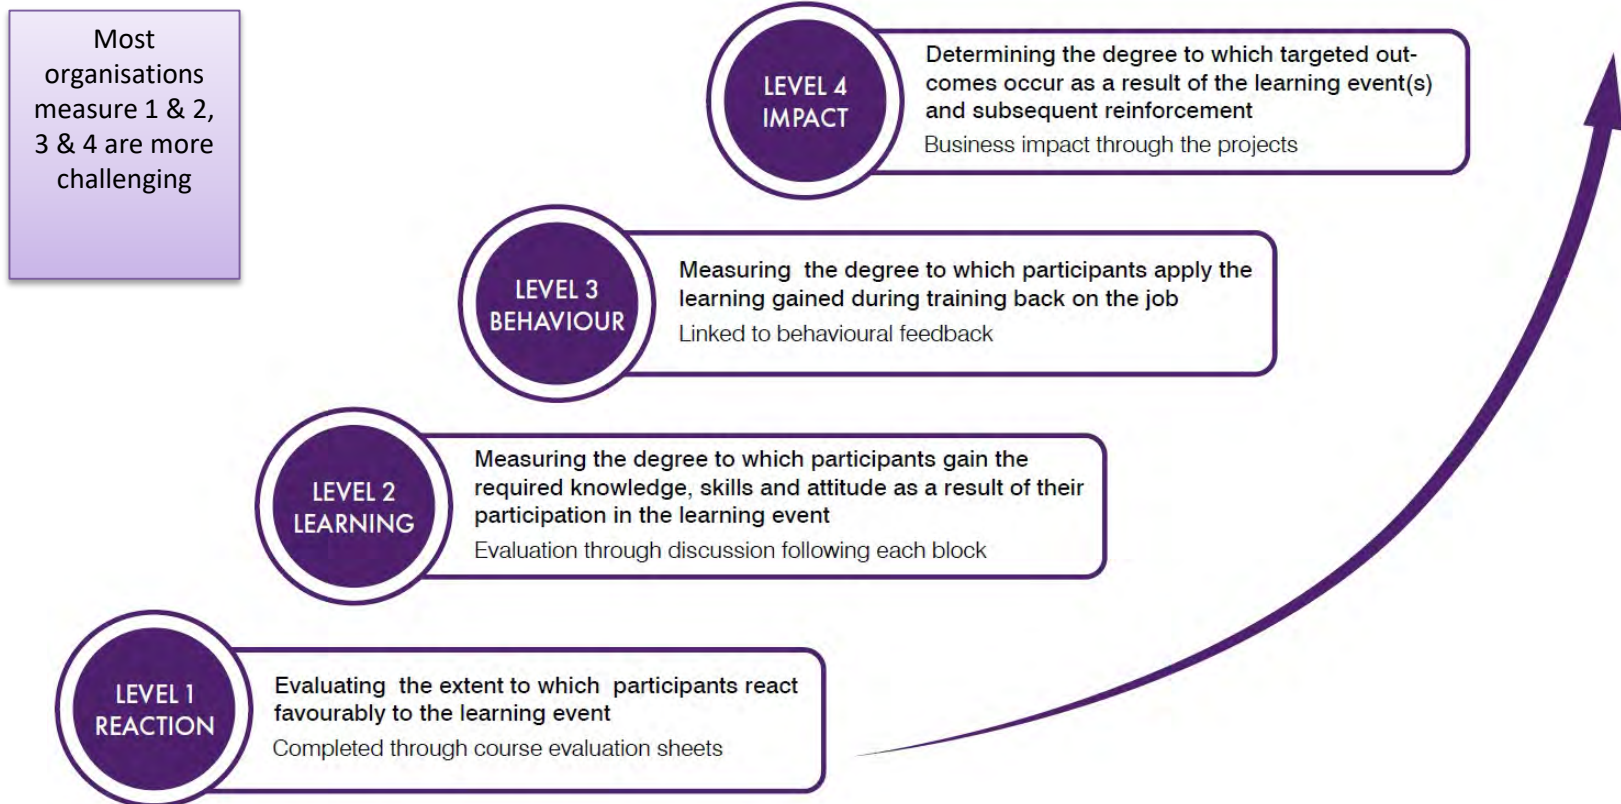 Most
organisations
measure 1 & 2,
3 & 4 are more
challenging
LEVEL 4
IMPACT
Determining the degree to which targeted out-
comes occur as a result of the learning event(s)
and subsequent reinforcement
Business impact through the projects
LEVEL 3
BEHAVIOUR
Measuring the degree to which participants apply the
learning gained during training back on the job
Linked to behavioural feedback
LEVEL 2
LEARNING
Measuring the degree to which participants gain the
required knowledge, skills and attitude as a result of their
participation in the learning event
Evaluation through discussion following each block
LEVEL 1
REACTION
Evaluating the extent to which participants react
favourably to the learning event
Completed through course evaluation sheets